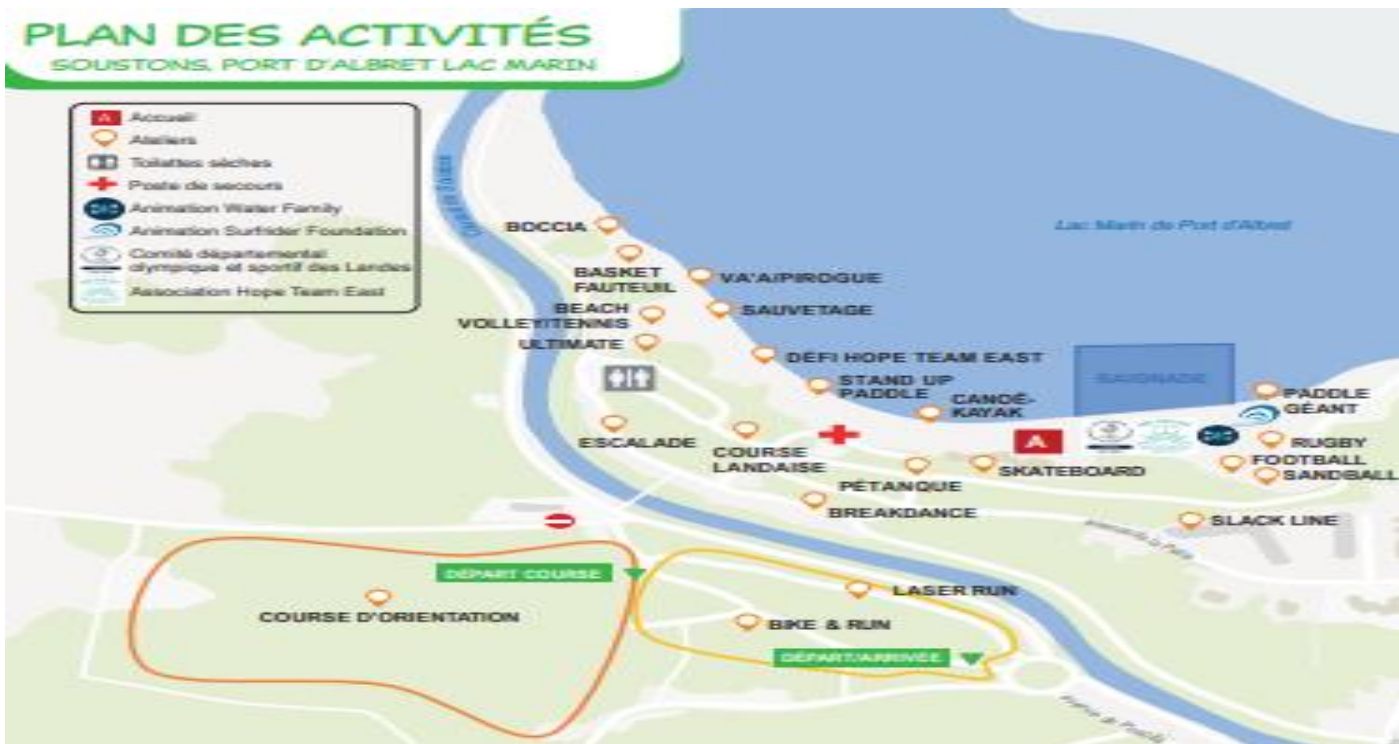 PLAN DES ACTIVITÉS
SOUSTONS, PORT D'ALBRET LAC MARIN
A Accueil
Ateliers
Toilettes sèches
Poste de secours
Animation Water Family
Animation Surfrider Foundation
Comité départemental
olympique et sportif des Landes
Association Hope Team East
Lac Marin de Port d'Albret
BOCCIA
BASKET
FAUTEUIL
VA'A/PIROGUE
BEACH
VOLLEY/TENNIS
SAUVETAGE
ULTIMATE
DÉFI HOPE TEAM EAST
STAND UP
PADDLE
BAIGNADE
CANOË-
KAYAK
PADDLE
GÉANT
ESCALADE
COURSE
LANDAISE
A
RUGBY
FOOTBALL
SANDBALL
SKATEBOARD
PÉTANQUE
BREAKDANCE
SLACK LINE
DÉPART COURSE
LASER RUN
COURSE D'ORIENTATION
BIKE & RUN
DÉPART/ARRIVÉE